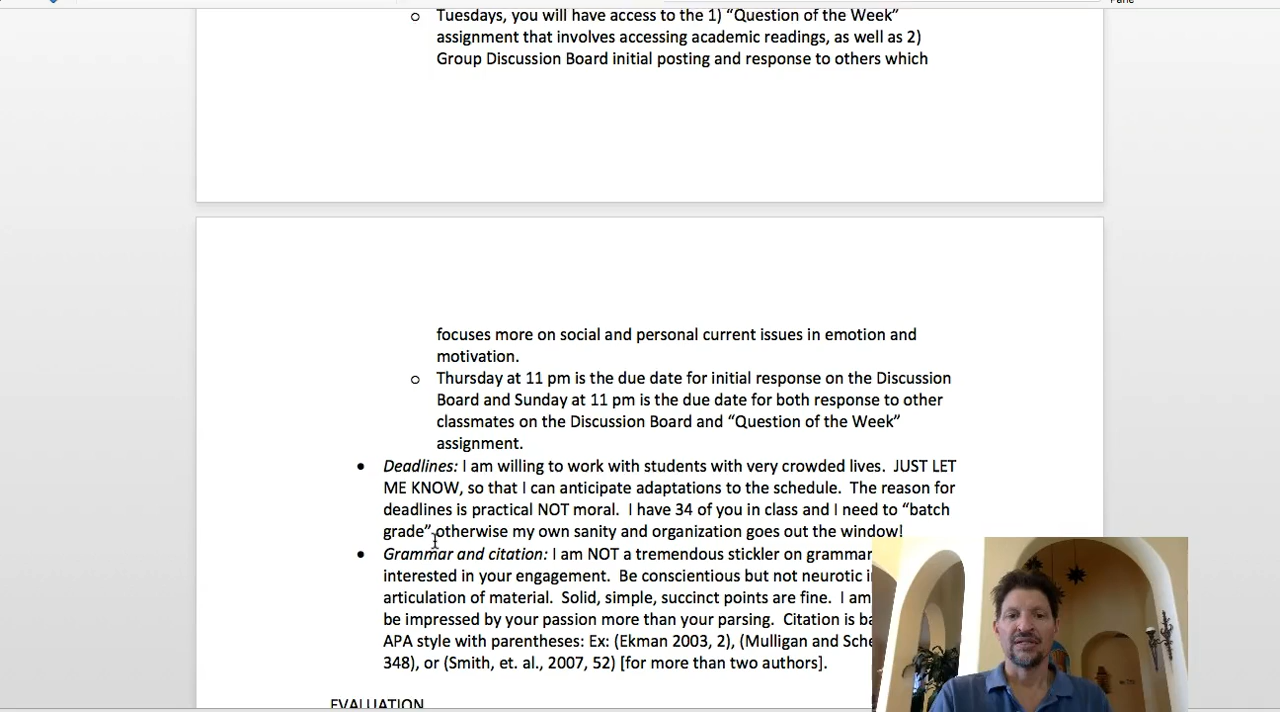 Tuesdays, you will have access to the 1) “Question of the Week”
assignment that involves accessing academic readings, as well as 2)
Group Discussion Board initial posting and response to others which
focuses more on social and personal current issues in emotion and
motivation.
Thursday at 11 pm is the due date for initial response on the Discussion
Board and Sunday at 11 pm is the due date for both response to other
classmates on the Discussion Board and “Question of the Week”
assignment.
Deadlines: I am willing to work with students with very crowded lives. JUST LET
ME KNOW, so that I can anticipate adaptations to the schedule. The reason for
deadlines is practical NOT moral. I have 34 of you in class and I need to “batch
grade” otherwise my own sanity and organization goes out the window!
Grammar and citation: I am NOT a tremendous stickler on grammar
interested in your engagement. Be conscientious but not neurotic
articulation of material. Solid, simple, succinct points are fine. I am
be impressed by your passion more than your parsing. Citation is
APA style with parentheses: Ex: (Ekman 2003, 2), (Mulligan and
348), or (Smith, et. al., 2007, 52) [for more than two authors].
EVALUATION